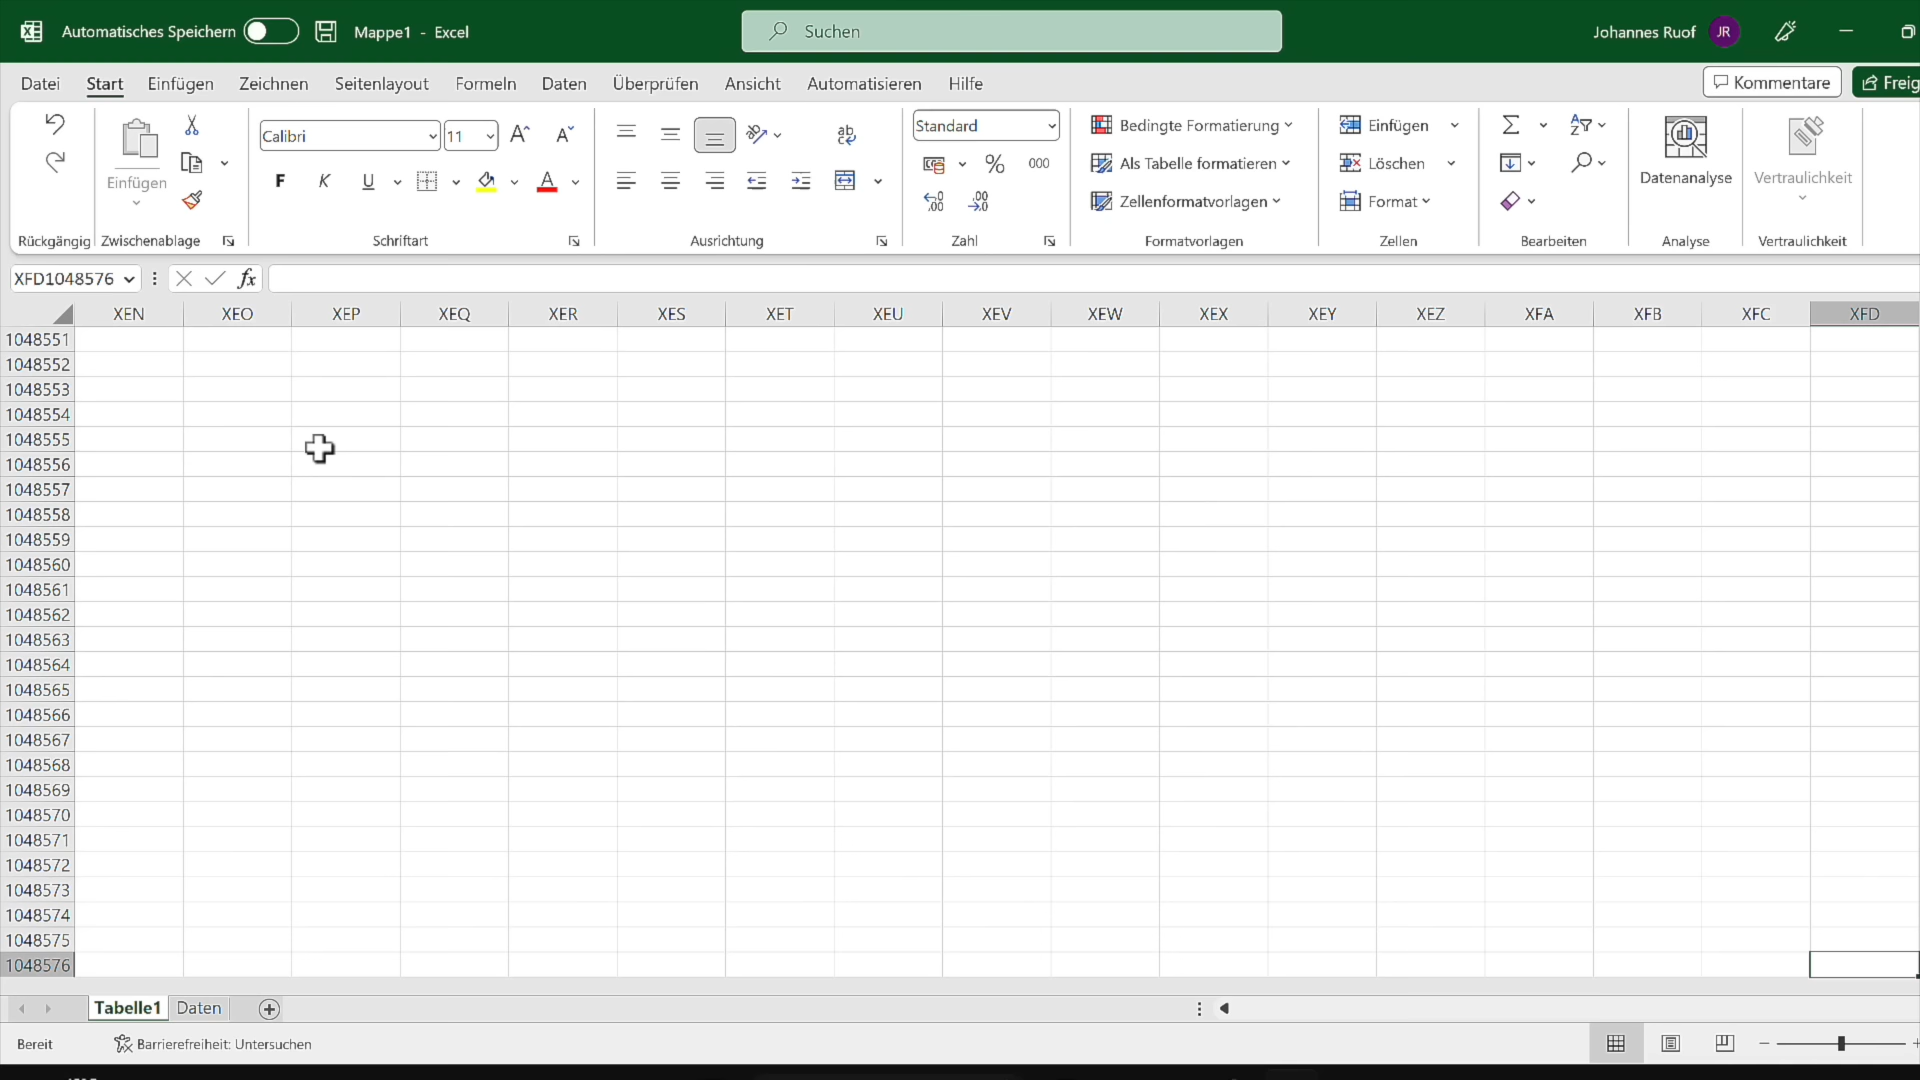 Automatisches Speichern Mappe1 - Excel Suchen Johannes Ruof JR
Datei Start Einfügen Zeichnen Seitenlayout Formeln Daten Überprüfen Ansicht Automatisieren Hilfe Kommentare Freig
Calibri 11 Standard Bedingte Formatierung Einfügen
Einfügen F K U % 000 Als Tabelle formatieren Löschen Datenanalyse Vertraulichkeit
Zellenformatvorlagen Format
Rückgängig Zwischenablage Schriftart Ausrichtung Zahl Formatvorlagen Zellen Bearbeiten Analyse Vertraulichkeit
XFD1048576 fx
XEN XEO XEP XEQ XER XES XET XEU XEV XEW XEX XEY XEZ XFA XFB XFC XFD
1048551
1048552
1048553
1048554
1048555
1048556
1048557
1048558
1048559
1048560
1048561
1048562
1048563
1048564
1048565
1048566
1048567
1048568
1048569
1048570
1048571
1048572
1048573
1048574
1048575
1048576
Tabelle1 Daten
Bereit Barrierefreiheit: Untersuchen